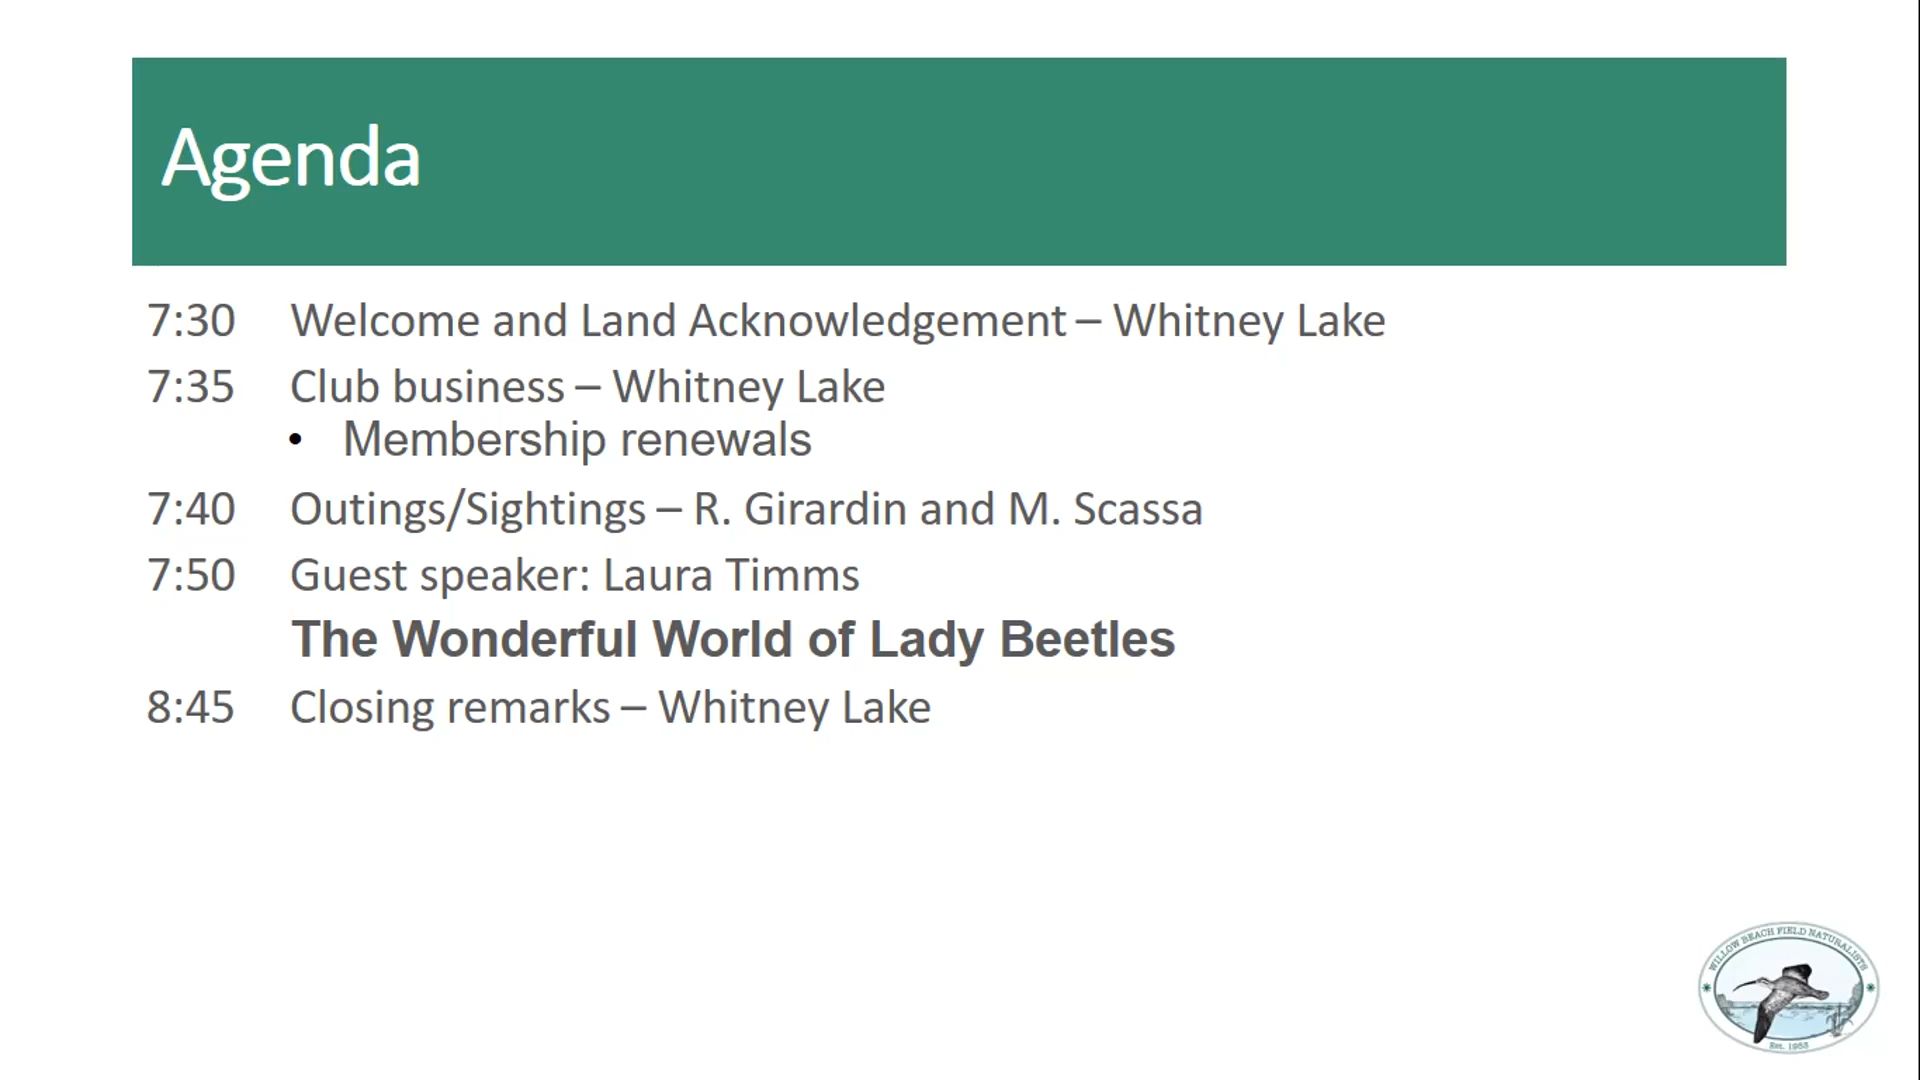 Agenda
7:30 Welcome and Land Acknowledgement – Whitney Lake
7:35 Club business – Whitney Lake
• Membership renewals
7:40 Outings/Sightings – R. Girardin and M. Scassa
7:50 Guest speaker: Laura Timms
The Wonderful World of Lady Beetles
8:45 Closing remarks – Whitney Lake
WILLOW BEACH FIELD NATURALISTS
Est. 1953